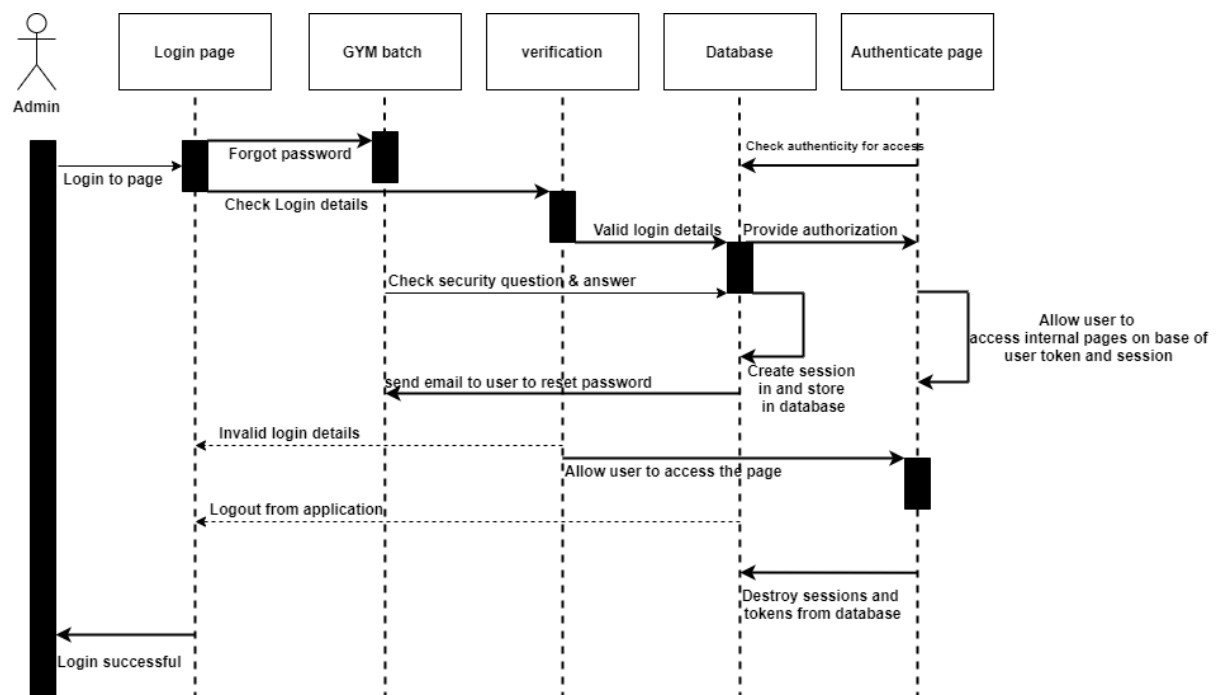 Login page
GYM batch
verification
Database
Authenticate page
Admin
Check authenticity for access
Forgot password
Login to page
Check Login details
Valid login details
Provide authorization
Check security question & answer
Allow user to
access internal pages on base of
user token and session
Create session
in and store
in database
send email to user to reset password
Invalid login details
Allow user to access the page
Logout from application
Destroy sessions and
tokens from database
Login successful